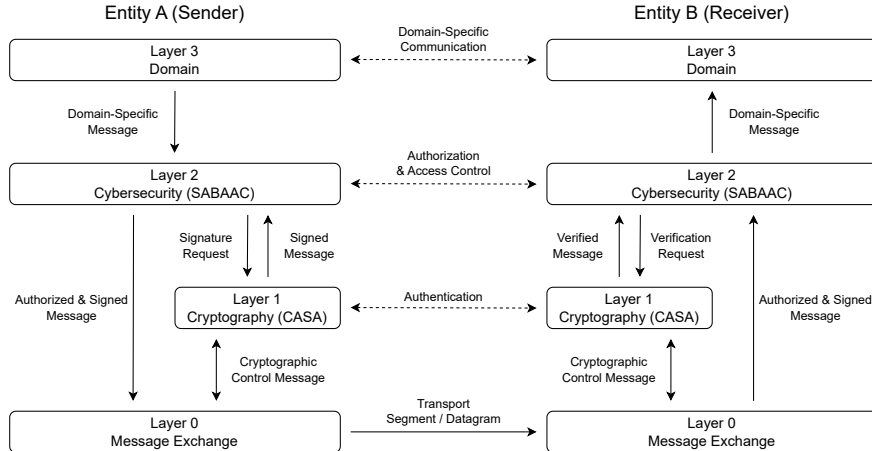 Entity A (Sender)
Entity B (Receiver)
Layer 3
Domain
Domain-Specific
Communication
Layer 3
Domain
Domain-Specific
Message
Domain-Specific
Message
Layer 2
Cybersecurity (SABAAC)
Authorization
& Access Control
Layer 2
Cybersecurity (SABAAC)
Signature
Request
Signed
Message
Verified
Message
Verification
Request
Authorized & Signed
Message
Layer 1
Cryptography (CASA)
Authentication
Layer 1
Cryptography (CASA)
Authorized & Signed
Message
Cryptographic
Control Message
Cryptographic
Control Message
Layer 0
Message Exchange
Transport
Segment / Datagram
Layer 0
Message Exchange